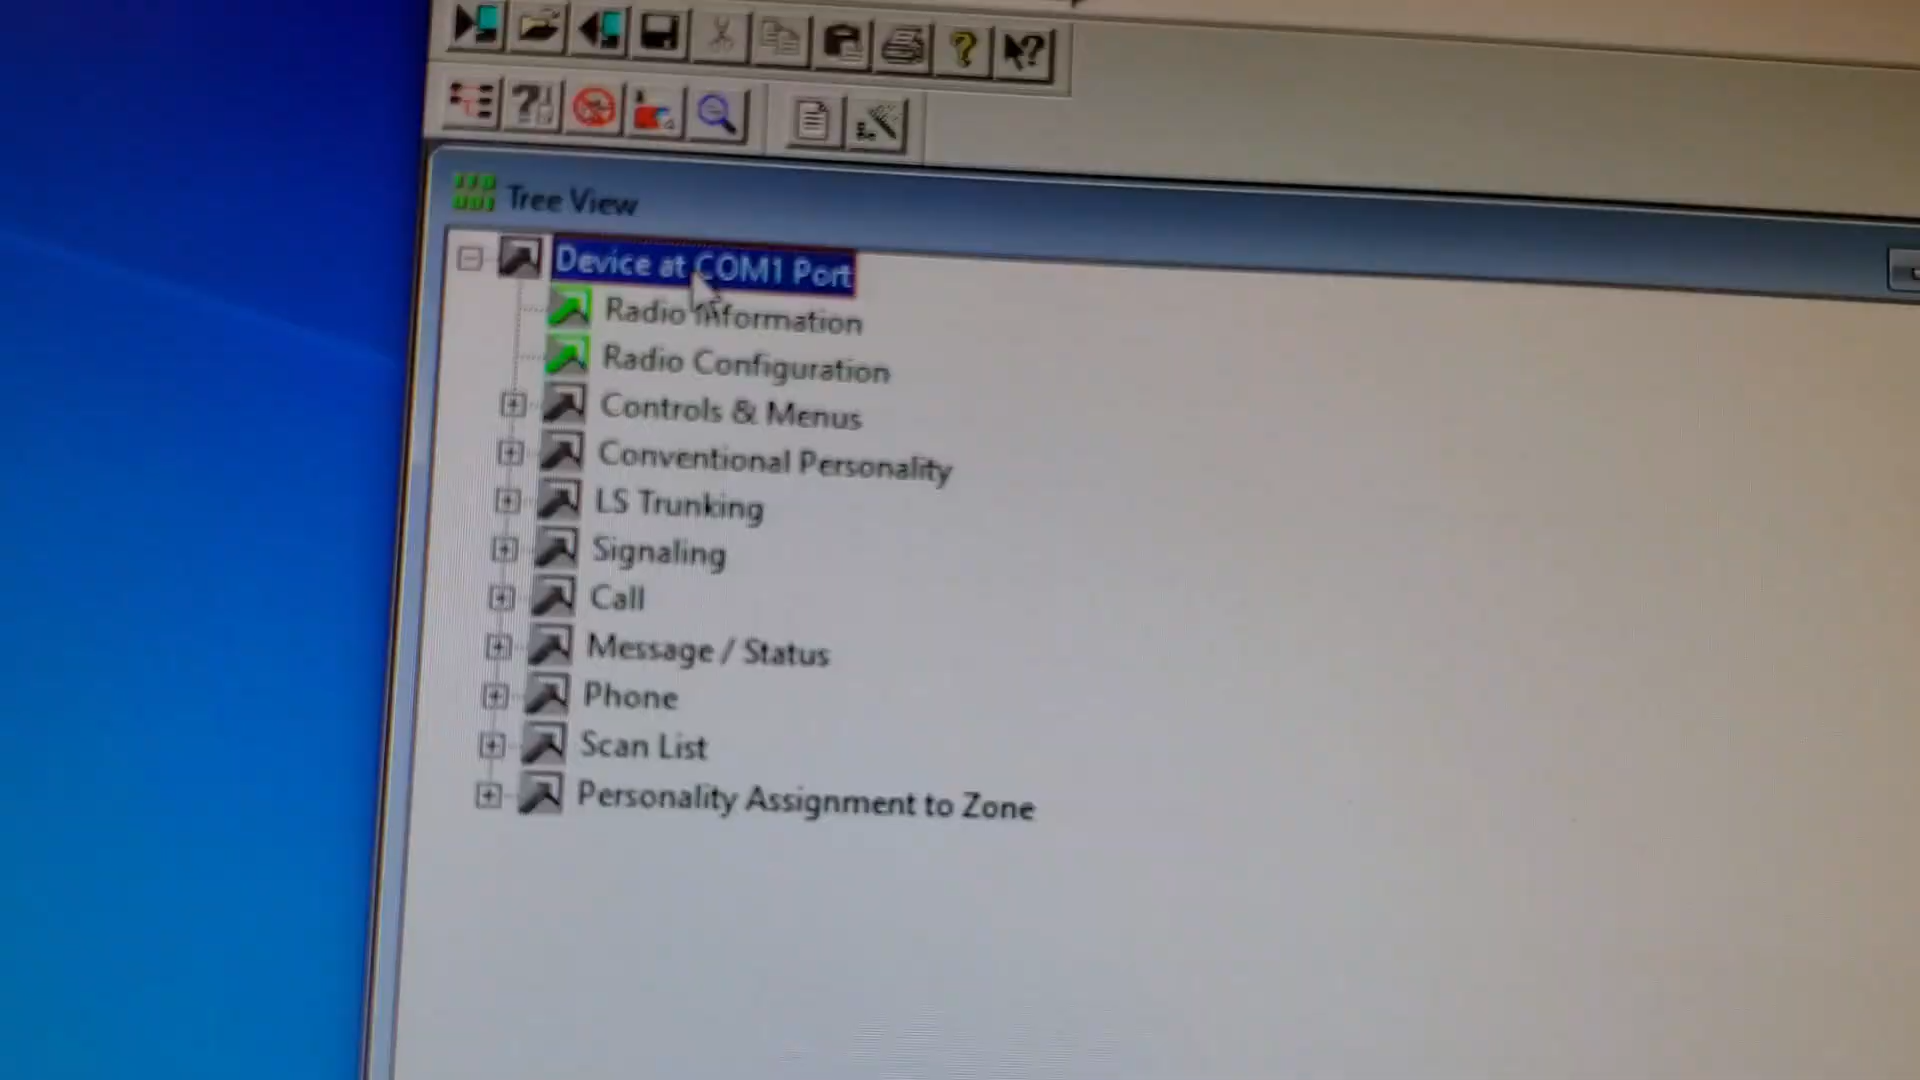 Tree View
Device at COM1 Port
Radio Information
Radio Configuration
Controls & Menus
Conventional Personality
LS Trunking
Signaling
Call
Message / Status
Phone
Scan List
Personality Assignment to Zone